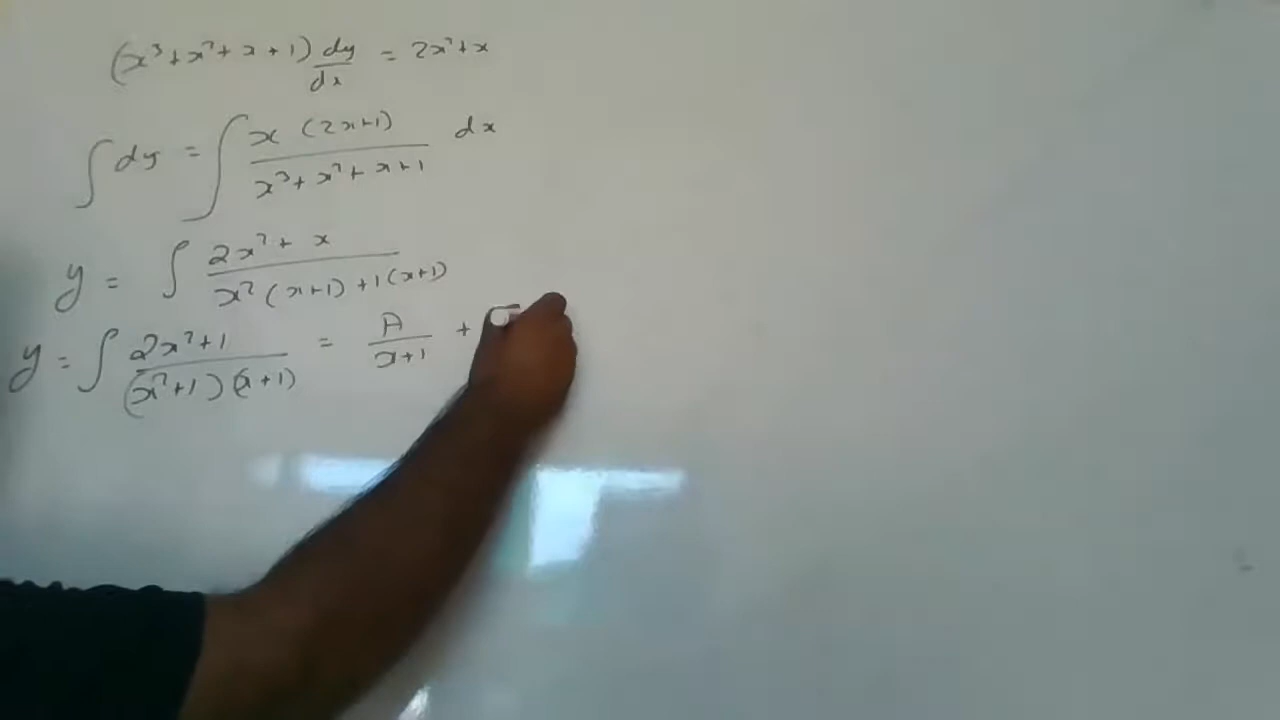 (x³+x²+x+1) dy/dx = 2x²+x
∫ dy = ∫ x (2x+1)/x³+x²+x+1 dx
y = ∫ 2x²+x/x²(x+1)+1(x+1)
y = ∫ 2x²+1/(x²+1)(x+1) = A/x+1 +